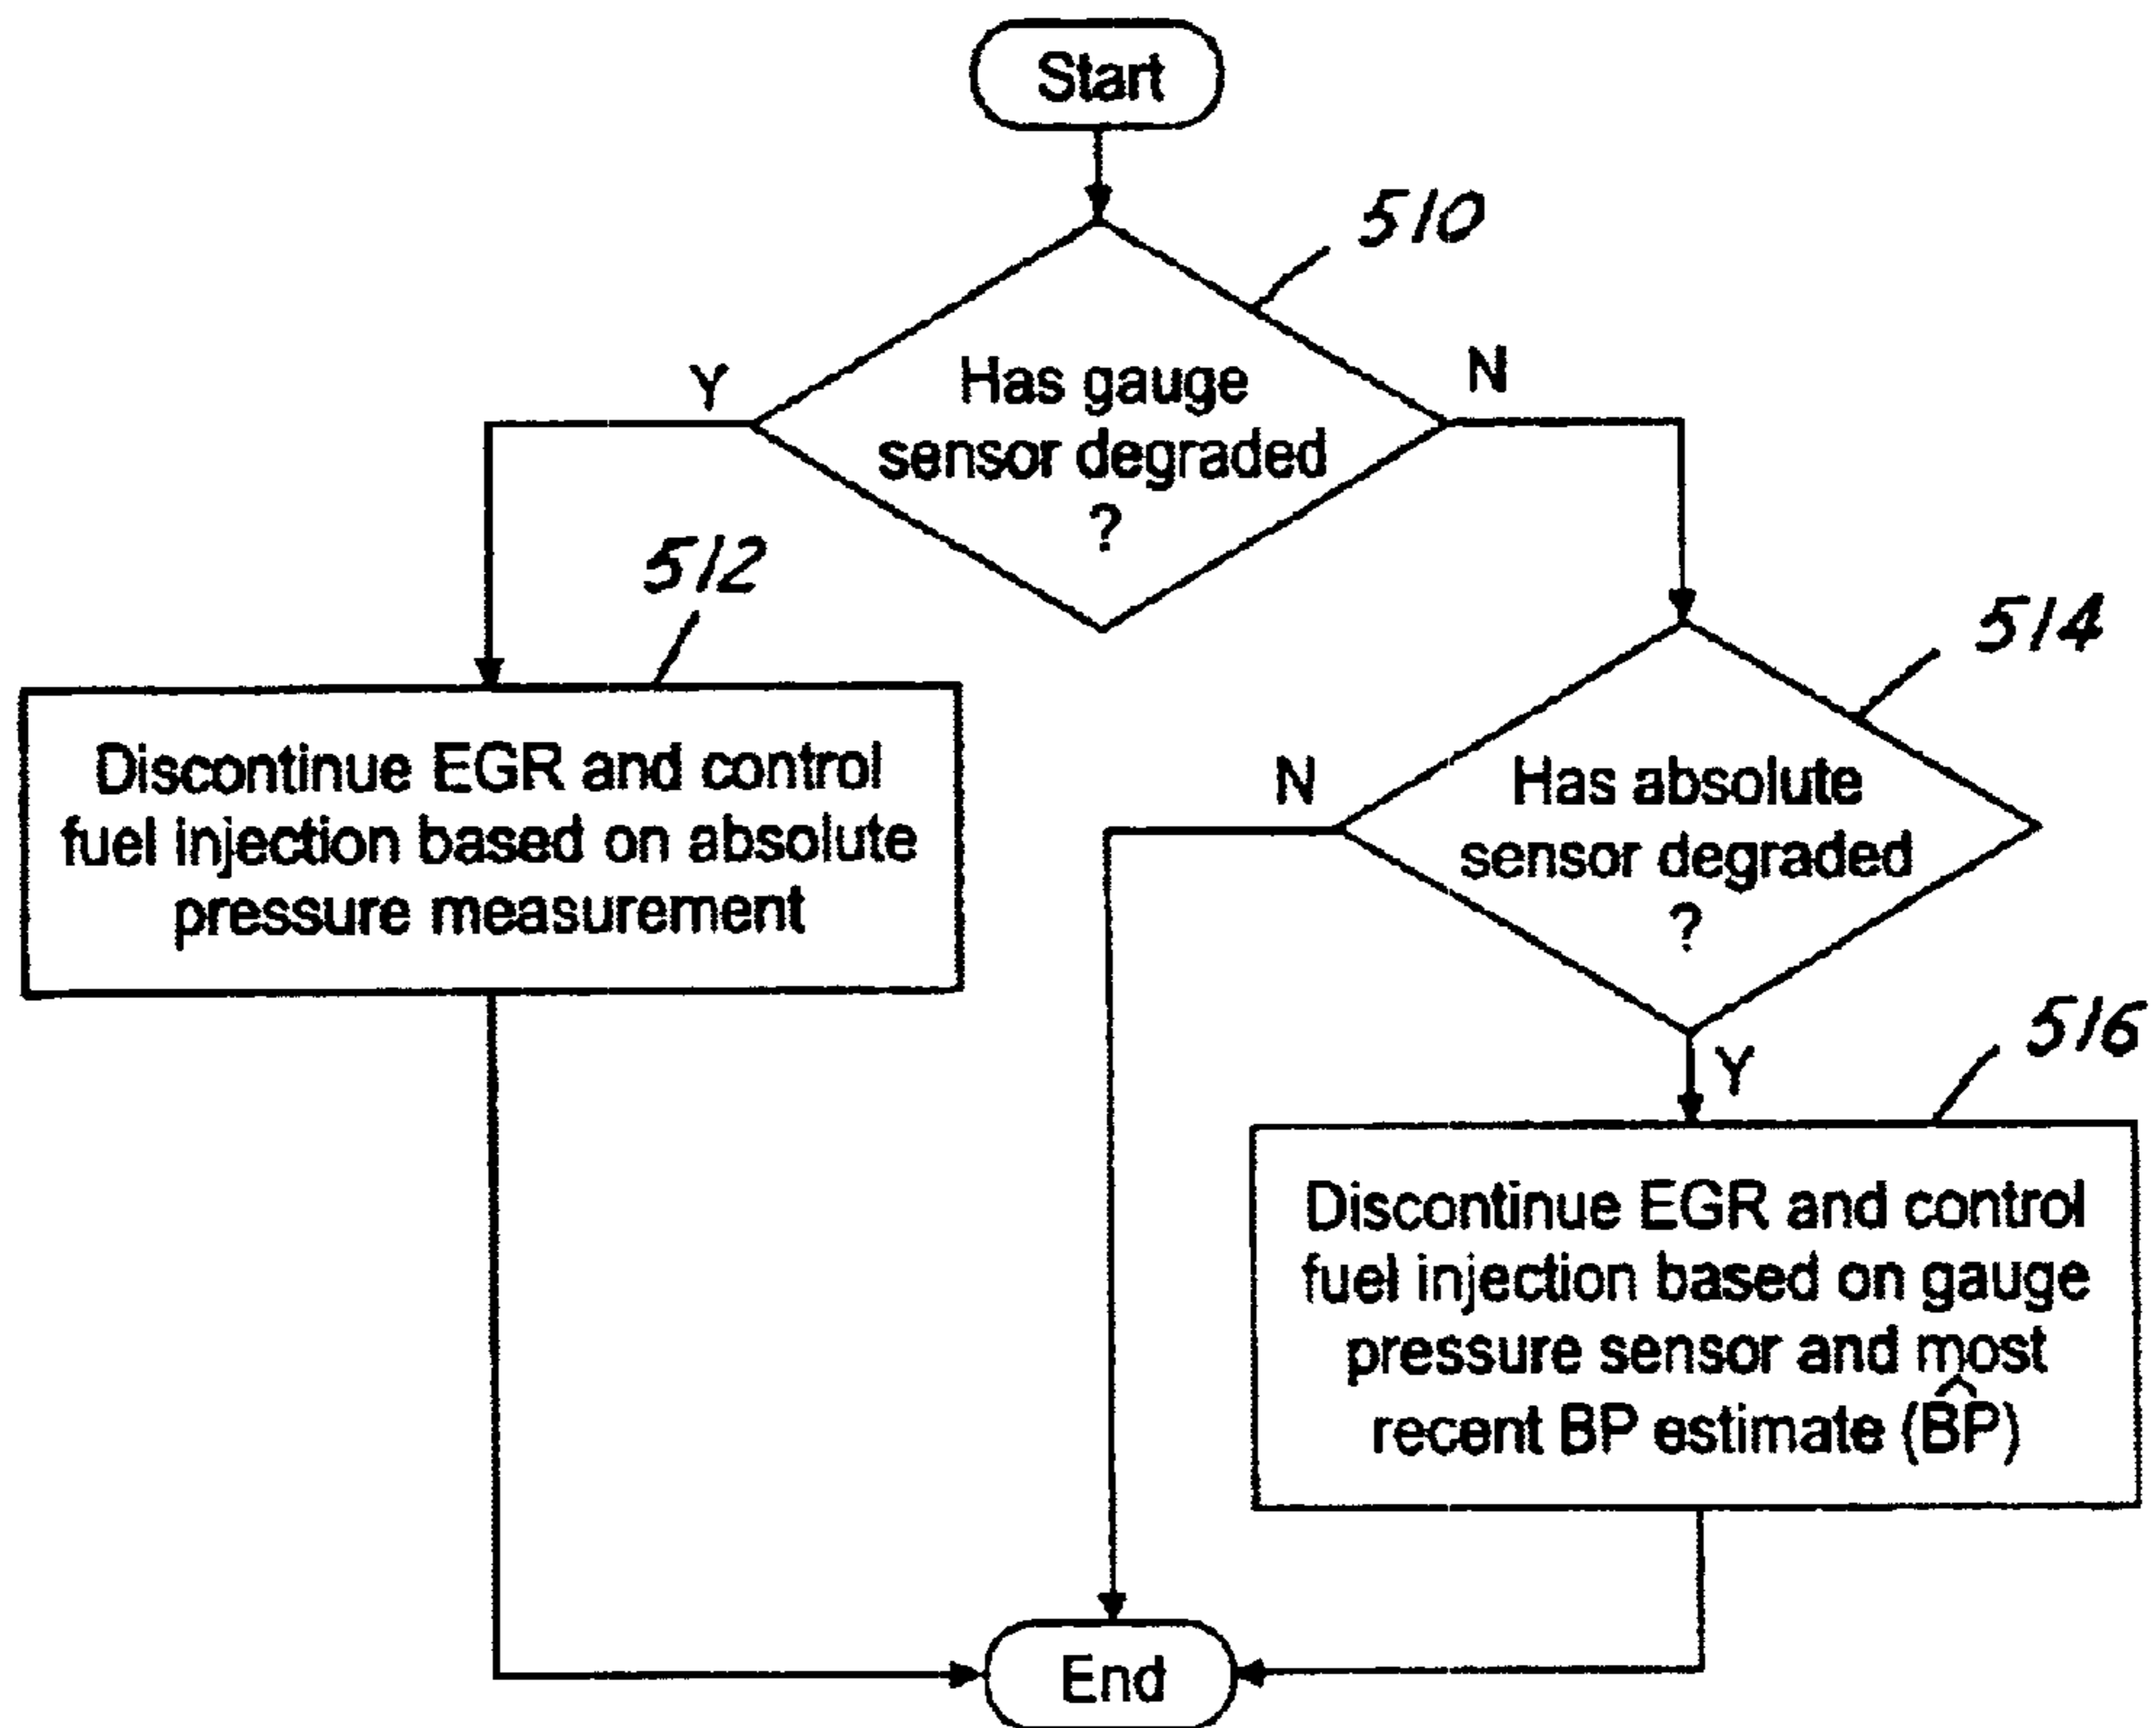 Start
510
Has gauge
sensor degraded
?
Y
N
512
Discontinue EGR and control
fuel injection based on absolute
pressure measurement
514
Has absolute
sensor degraded
?
N
Y
516
Discontinue EGR and control
fuel injection based on gauge
pressure sensor and most
recent BP estimate (B̂P̂)
End